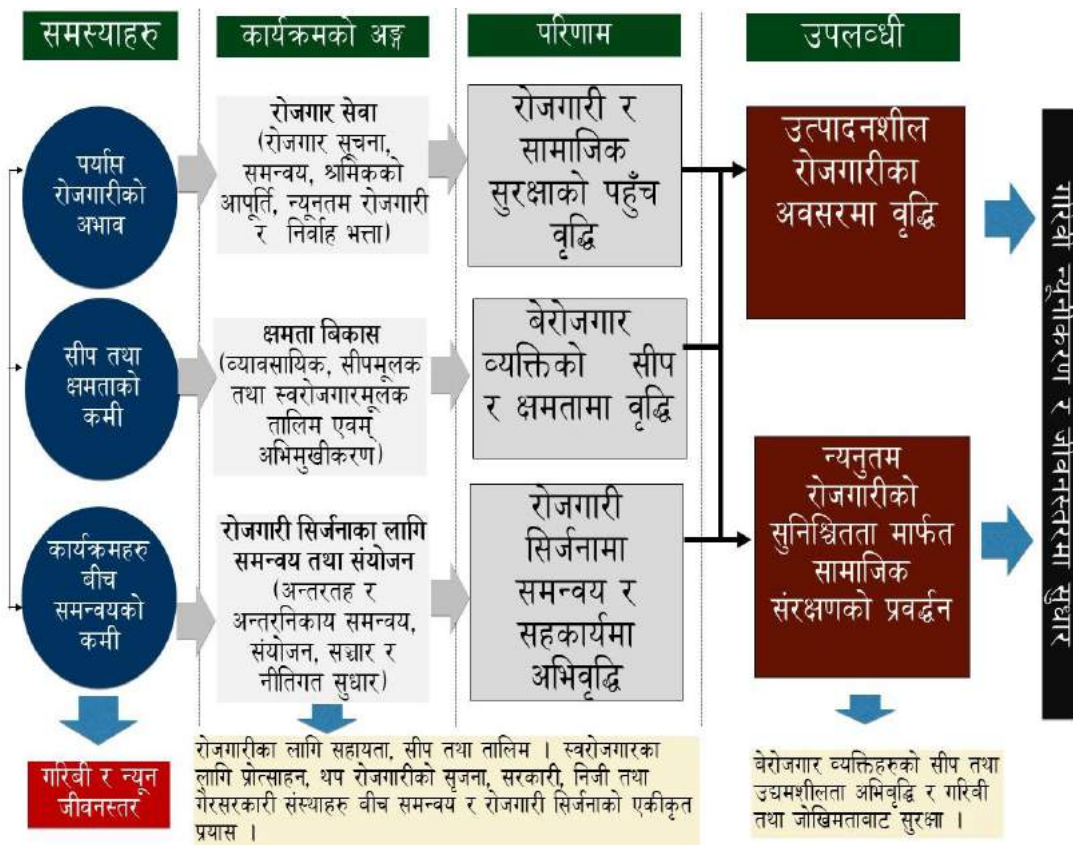 समस्याहरु
कार्यक्रमको अङ्ग
परिणाम
उपलव्धी
पर्याप्त
रोजगारीको
अभाव
रोजगार सेवा
(रोजगार सूचना,
समन्वय, श्रमिकको
आपूर्ति, न्यूनतम रोजगारी
र निर्वाह भत्ता)
रोजगारी र
सामाजिक
सुरक्षाको पहुँच
वृद्धि
उत्पादनशील
रोजगारीका
अवसरमा वृद्धि
सीप तथा
क्षमताको
कमी
क्षमता बिकास
(व्यावसायिक, सीपमूलक
तथा स्वरोजगारमूलक
तालिम एवम्
अभिमुखीकरण)
बेरोजगार
व्यक्तिको सीप
र क्षमतामा वृद्धि
कार्यक्रमहरु
बीच
समन्वयको
कमी
रोजगारी सिर्जनाका लागि
समन्वय तथा संयोजन
(अन्तरतह र
अन्तरनिकाय समन्वय,
संयोजन, सञ्चार र
नीतिगत सुधार)
रोजगारी
सिर्जनामा
समन्वय र
सहकार्यमा
अभिवृद्धि
न्यनुतम
रोजगारीको
सुनिश्चितता मार्फत
सामाजिक
संरक्षणको प्रवर्द्धन
गरिवी न्यूनीकरण र जीवनस्तरमा सुधार
गरिबी र न्यून
जीवनस्तर
रोजगारीका लागि सहायता, सीप तथा तालिम । स्वरोजगारका
लागि प्रोत्साहन, थप रोजगारीको सृजना, सरकारी, निजी तथा
गैरसरकारी संस्थाहरु बीच समन्वय र रोजगारी सिर्जनाको एकीकृत
प्रयास ।
बेरोजगार व्यक्तिहरुको सीप तथा
उद्यमशीलता अभिवृद्धि र गरिवी
तथा जोखिमताबाट सुरक्षा ।